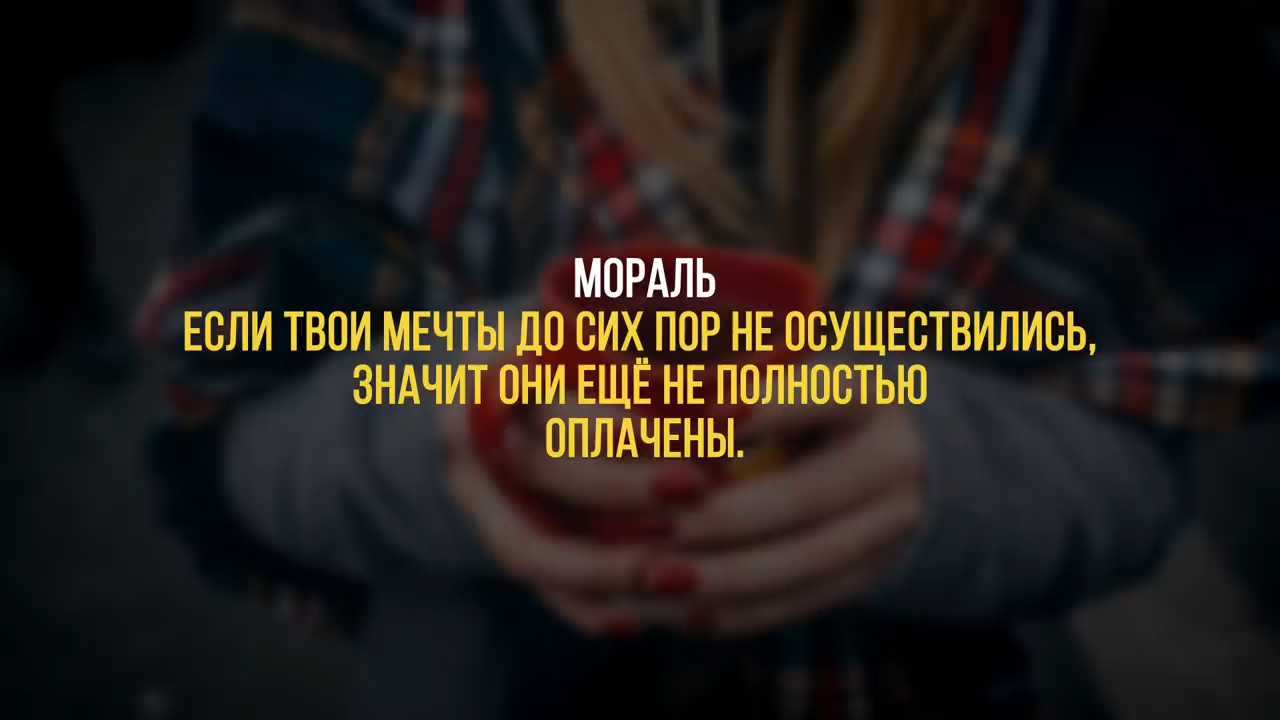 МОРАЛЬ
ЕСЛИ ТВОИ МЕЧТЫ ДО СИХ ПОР НЕ ОСУЩЕСТВИЛИСЬ,
ЗНАЧИТ ОНИ ЕЩЁ НЕ ПОЛНОСТЬЮ
ОПЛАЧЕНЫ.